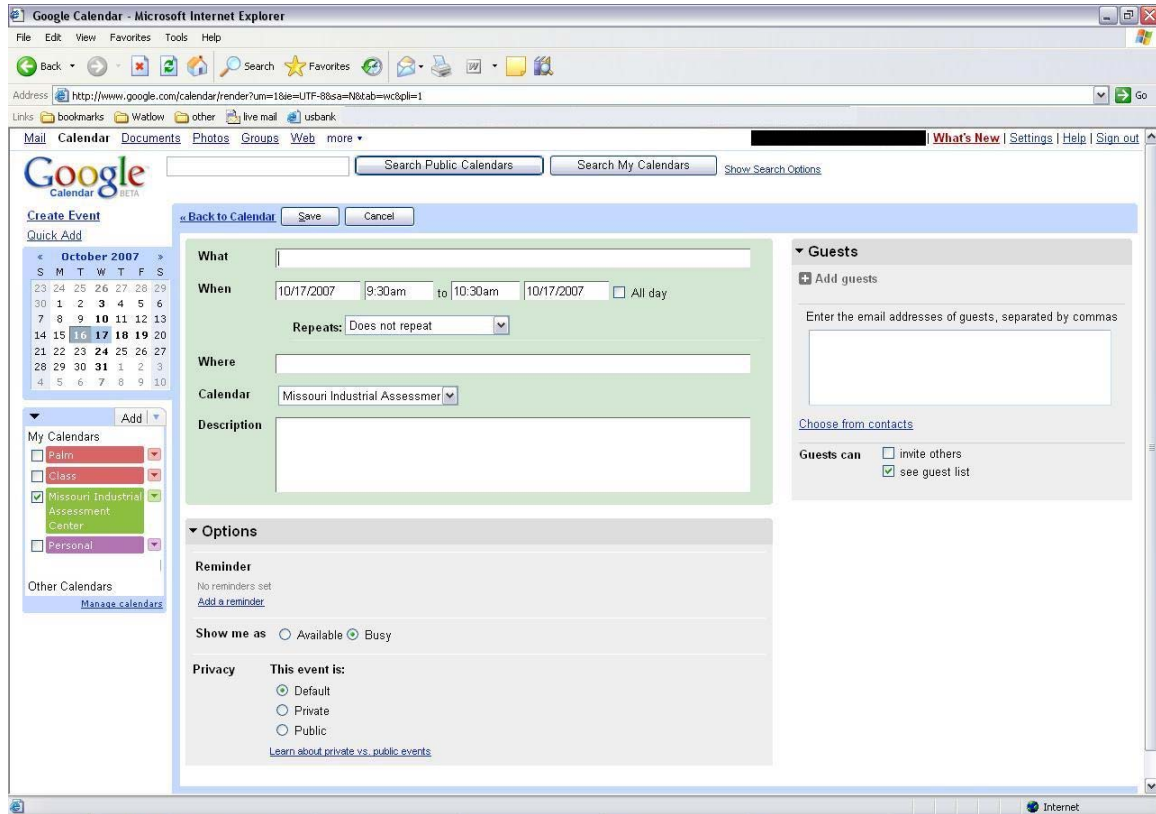 Google Calendar - Microsoft Internet Explorer
File Edit View Favorites Tools Help
Back Search Favorites
Address http://www.google.com/calendar/render?um=1&ie=UTF-8&sa=N&tab=wc&pli=1 Go
Links bookmarks Watlow other live mail usbank
Mail Calendar Documents Photos Groups Web more | What's New | Settings | Help | Sign out
Google Calendar BETA
Search Public Calendars Search My Calendars Show Search Options
Create Event
Quick Add
« Back to Calendar Save Cancel
« October 2007 »
S M T W T F S
23 24 25 26 27 28 29
30 1 2 3 4 5 6
7 8 9 10 11 12 13
14 15 16 17 18 19 20
21 22 23 24 25 26 27
28 29 30 31 1 2 3
4 5 6 7 8 9 10
Add
My Calendars
Palm
Class
Missouri Industrial
Assessment
Center
Personal
Other Calendars
Manage calendars
What
When 10/17/2007 9:30am to 10:30am 10/17/2007 All day
Repeats: Does not repeat
Where
Calendar Missouri Industrial Assessmer
Description
Options
Reminder
No reminders set
Add a reminder
Show me as Available Busy
Privacy This event is:
Default
Private
Public
Learn about private vs. public events
Guests
Add guests
Enter the email addresses of guests, separated by commas
Choose from contacts
Guests can invite others
see guest list
Internet